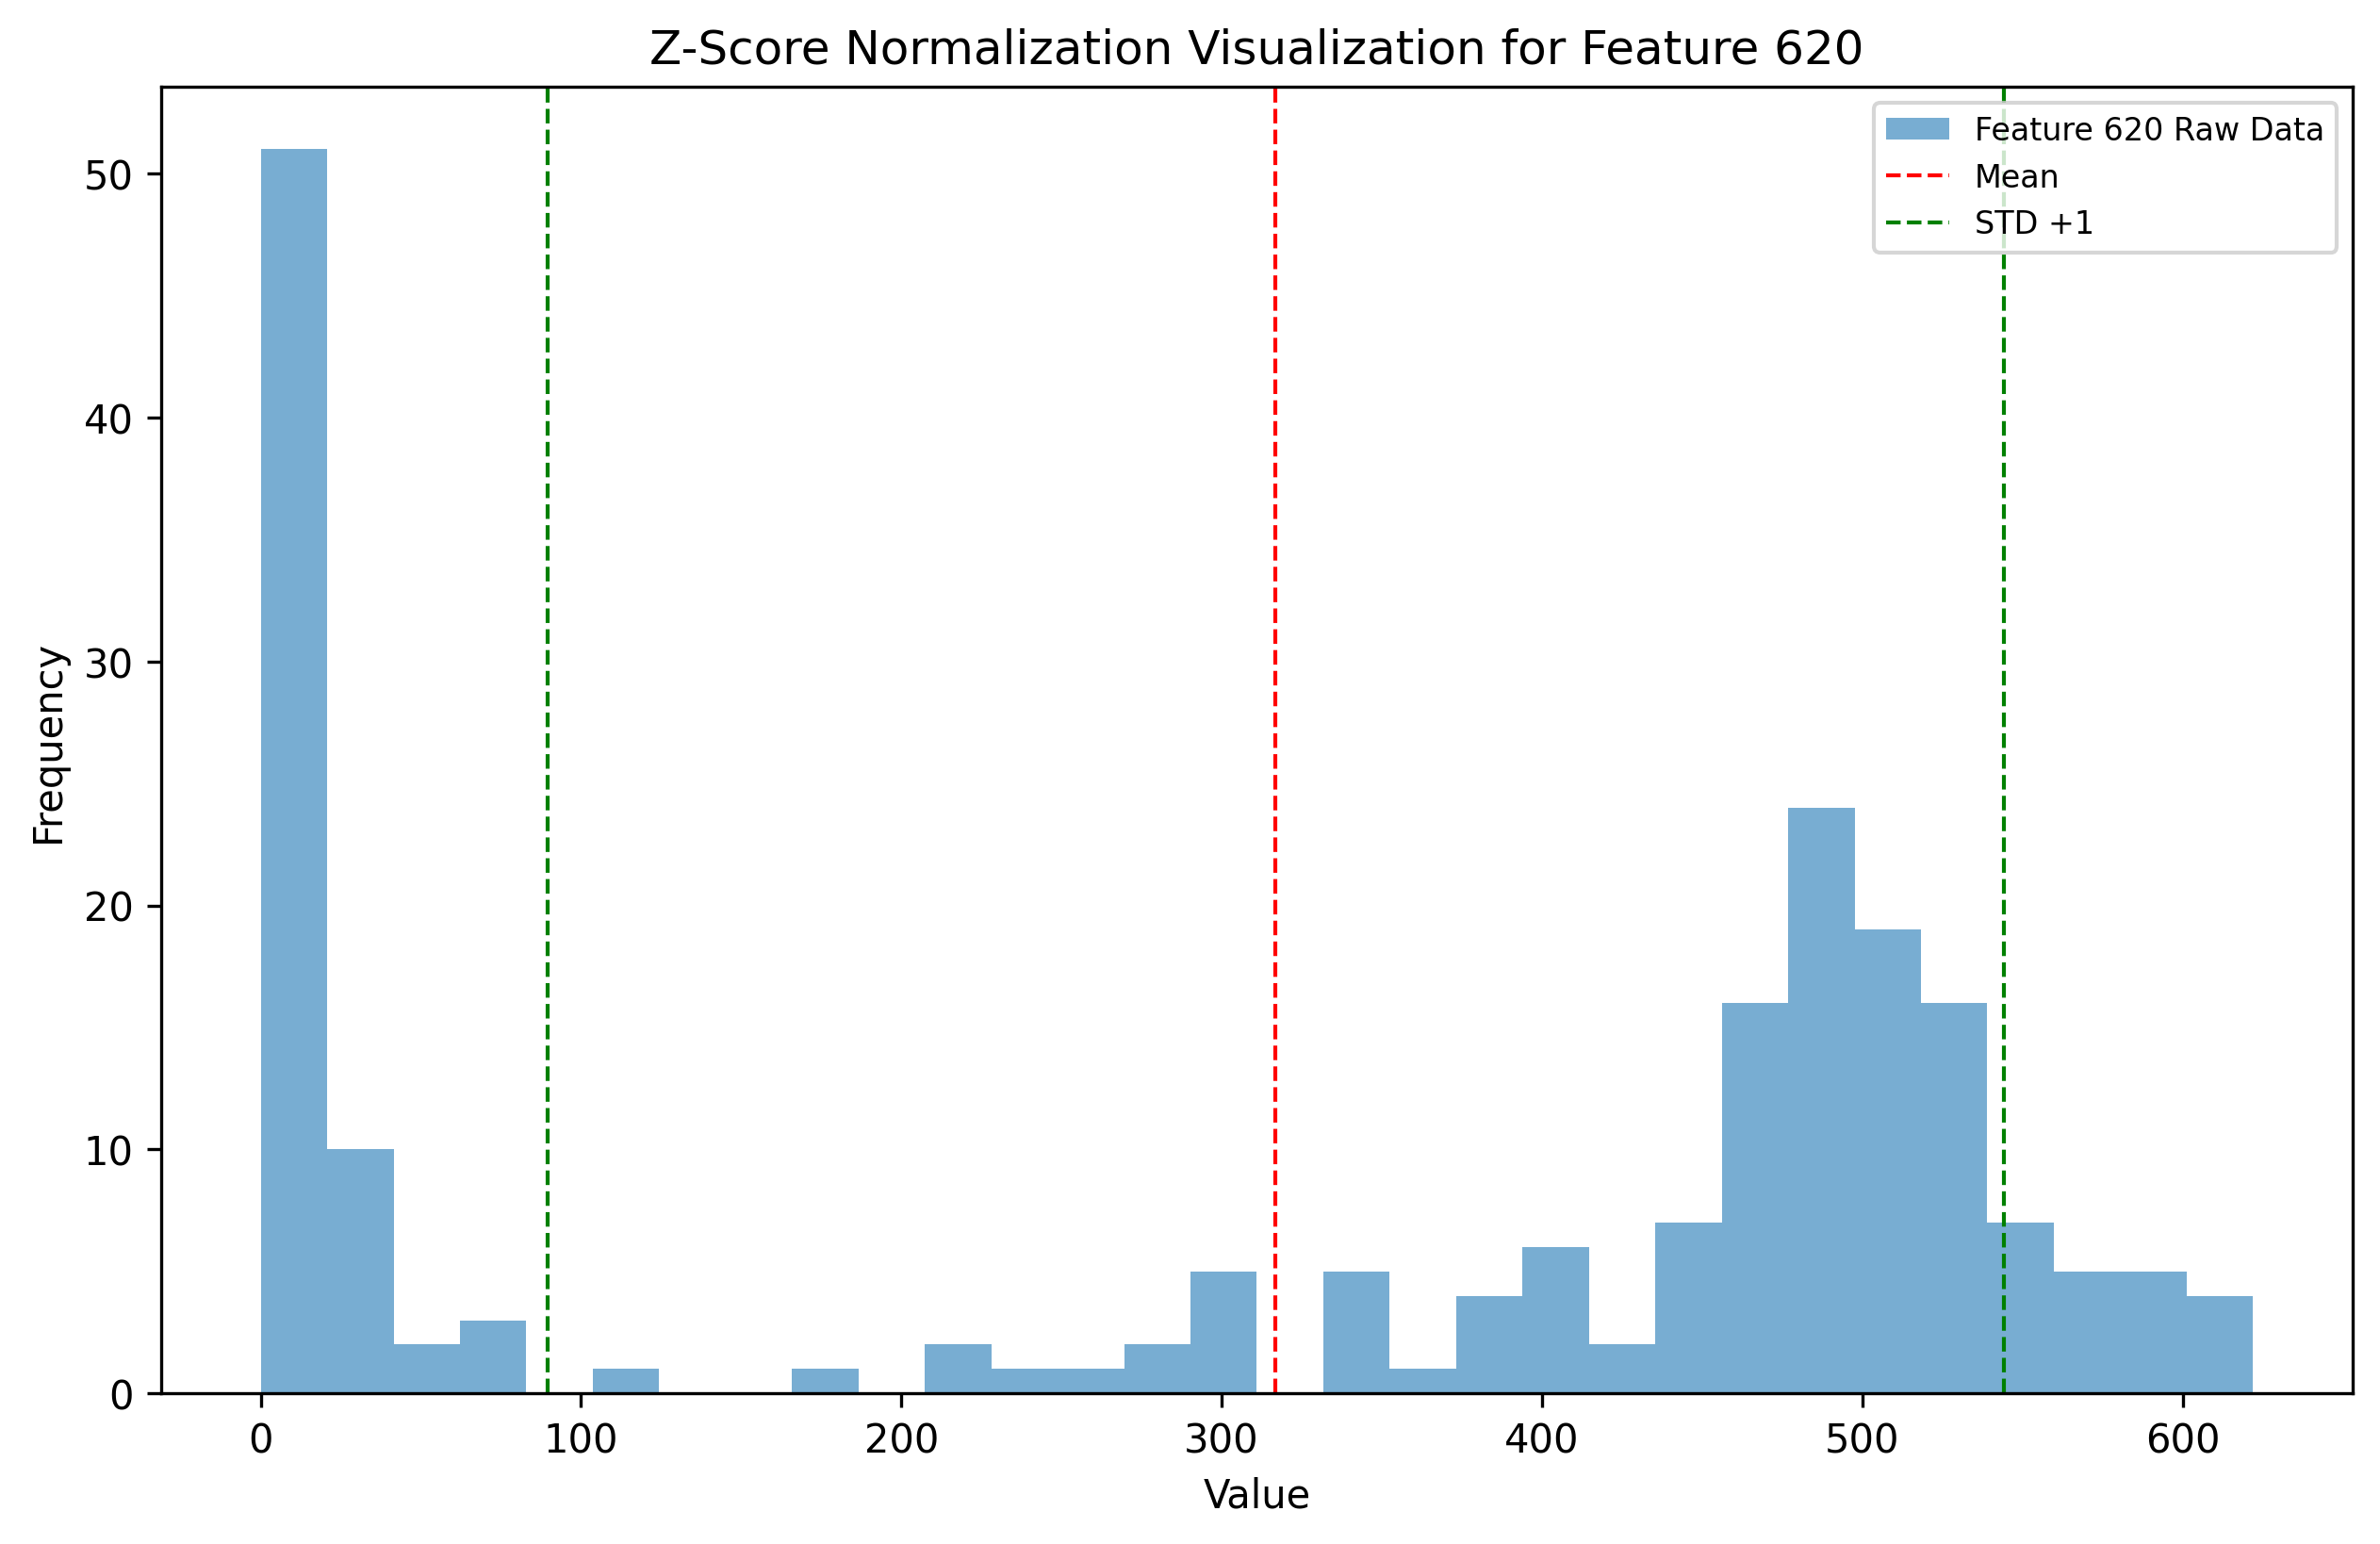 Z-Score Normalization Visualization for Feature 620
Feature 620 Raw Data
Mean
STD +1
Frequency
50
40
30
20
10
0
0 100 200 300 400 500 600
Value